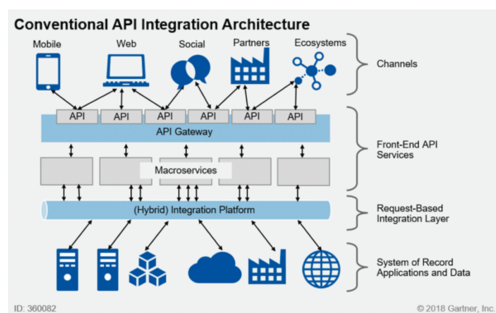 Conventional API Integration Architecture
Mobile
Web
Social
Partners
Ecosystems
Channels
API
API
API
API
API
API
API Gateway
Front-End API
Services
Macroservices
(Hybrid) Integration Platform
Request-Based
Integration Layer
System of Record
Applications and Data
ID: 360082
© 2018 Gartner, Inc.